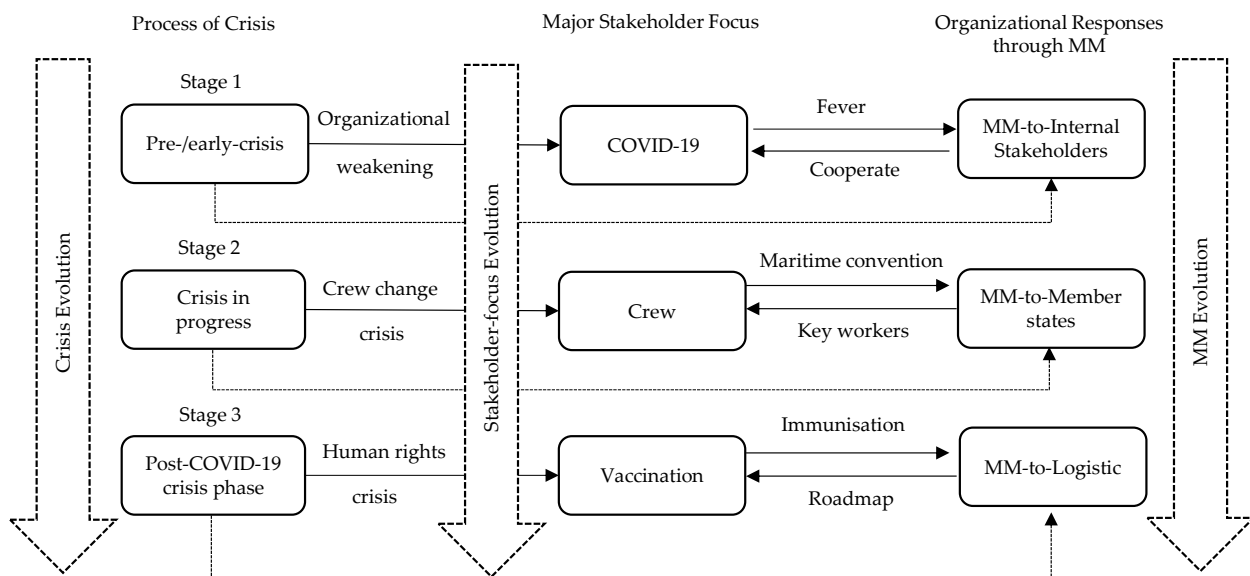 Process of Crisis
Major Stakeholder Focus
Organizational Responses
through MM
Stage 1
Pre-/early-crisis
Organizational
weakening
COVID-19
Fever
Cooperate
MM-to-Internal
Stakeholders
Stage 2
Crisis in
progress
Crew change
crisis
Crew
Maritime convention
Key workers
MM-to-Member
states
Stage 3
Post-COVID-19
crisis phase
Human rights
crisis
Vaccination
Immunisation
Roadmap
MM-to-Logistic
Crisis Evolution
Stakeholder-focus Evolution
MM Evolution